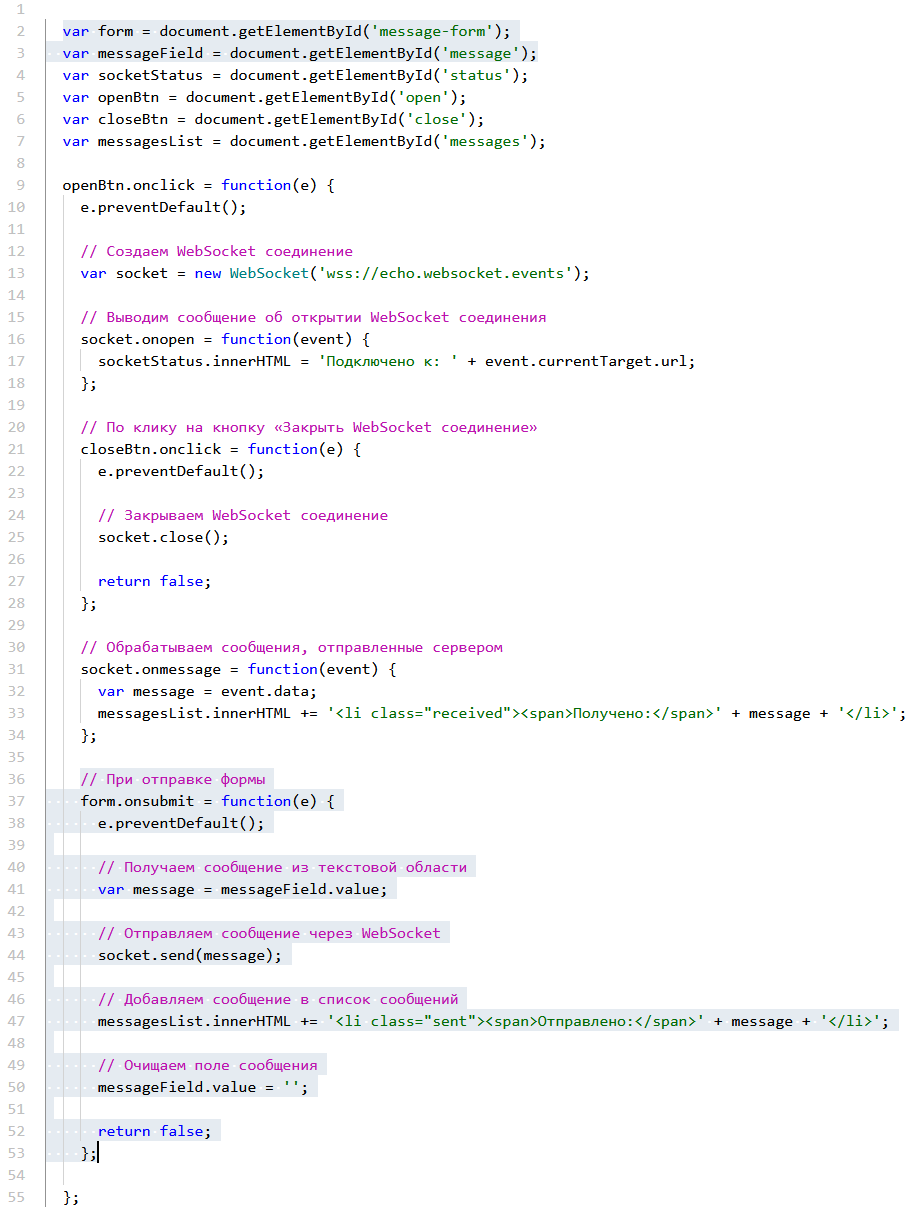 1
2 var form = document.getElementById('message-form');
3 var messageField = document.getElementById('message');
4 var socketStatus = document.getElementById('status');
5 var openBtn = document.getElementById('open');
6 var closeBtn = document.getElementById('close');
7 var messagesList = document.getElementById('messages');
8
9 openBtn.onclick = function(e) {
10 e.preventDefault();
11
12 // Создаем WebSocket соединение
13 var socket = new WebSocket('wss://echo.websocket.events');
14
15 // Выводим сообщение об открытии WebSocket соединения
16 socket.onopen = function(event) {
17 socketStatus.innerHTML = 'Подключено к: ' + event.currentTarget.url;
18 };
19
20 // По клику на кнопку «Закрыть WebSocket соединение»
21 closeBtn.onclick = function(e) {
22 e.preventDefault();
23
24 // Закрываем WebSocket соединение
25 socket.close();
26
27 return false;
28 };
29
30 // Обрабатываем сообщения, отправленные сервером
31 socket.onmessage = function(event) {
32 var message = event.data;
33 messagesList.innerHTML += '<li class="received"><span>Получено:</span>' + message + '</li>';
34 };
35
36 // При отправке формы
37 form.onsubmit = function(e) {
38 e.preventDefault();
39
40 // Получаем сообщение из текстовой области
41 var message = messageField.value;
42
43 // Отправляем сообщение через WebSocket
44 socket.send(message);
45
46 // Добавляем сообщение в список сообщений
47 messagesList.innerHTML += '<li class="sent"><span>Отправлено:</span>' + message + '</li>';
48
49 // Очищаем поле сообщения
50 messageField.value = '';
51
52 return false;
53 };
54
55 };